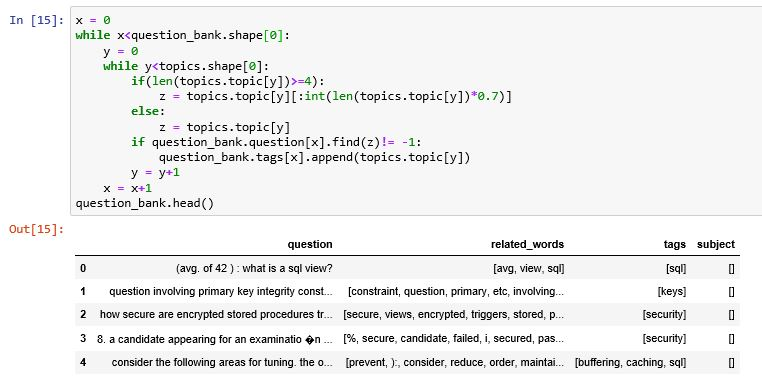 In [15]: x = 0
while x<question_bank.shape[0]:
    y = 0
    while y<topics.shape[0]:
        if(len(topics.topic[y])>=4):
            z = topics.topic[y][:int(len(topics.topic[y])*0.7)]
        else:
            z = topics.topic[y]
        if question_bank.question[x].find(z)!= -1:
            question_bank.tags[x].append(topics.topic[y])
        y = y+1
    x = x+1
question_bank.head()
Out[15]:
question related_words tags subject
0 (avg. of 42 ) : what is a sql view? [avg, view, sql] [sql] []
1 question involving primary key integrity const... [constraint, question, primary, etc, involving... [keys] []
2 how secure are encrypted stored procedures tr... [secure, views, encrypted, triggers, stored, p... [security] []
3 8. a candidate appearing for an examinatio �n ... [%, secure, candidate, failed, i, secured, pas... [security] []
4 consider the following areas for tuning. the o... [prevent, ):, consider, reduce, order, maintai... [buffering, caching, sql] []